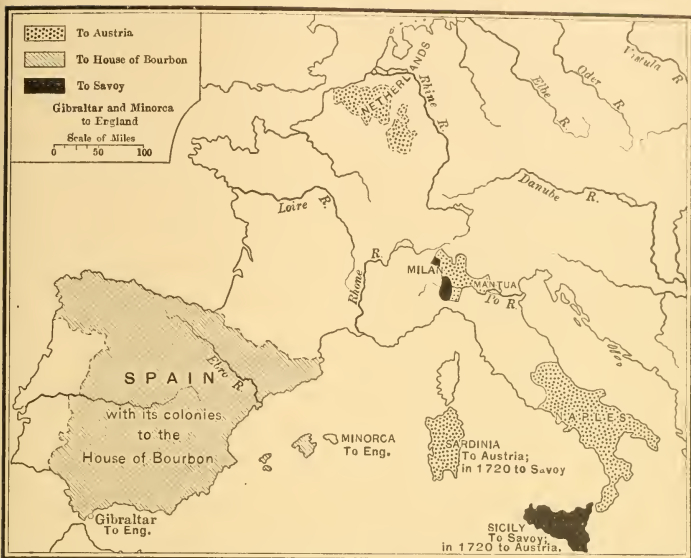 To Austria
To House of Bourbon
To Savoy
Gibraltar and Minorca
to England
Scale of Miles
0 50 100
NETHERLANDS
Rhine R.
Elbe R.
Oder R.
Vistula R.
Loire R.
Danube R.
Rhone R.
MILAN
MANTUA
Po R.
Ebro R.
SPAIN
with its colonies
to the
House of Bourbon
MINORCA
To Eng.
SARDINIA
To Austria;
in 1720 to Savoy
NAPLES
Gibraltar
To Eng.
SICILY
To Savoy;
in 1720 to Austria.